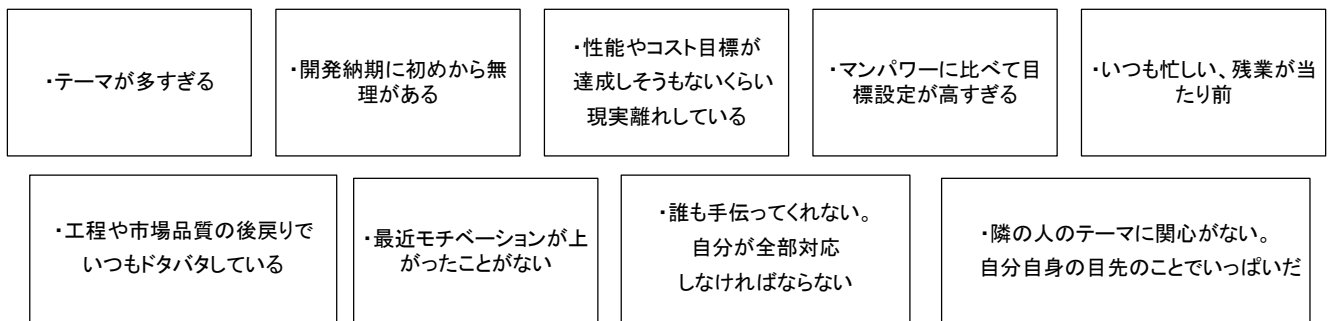 ・テーマが多すぎる
・開発納期に初めから無
理がある
・性能やコスト目標が
達成しそうもないくらい
現実離れしている
・マンパワーに比べて目
標設定が高すぎる
・いつも忙しい、残業が当
たり前
・工程や市場品質の後戻りで
いつもドタバタしている
・最近モチベーションが上
がったことがない
・誰も手伝ってくれない。
自分が全部対応
しなければならない
・隣の人のテーマに関心がない。
自分自身の目先のことでいっぱいだ